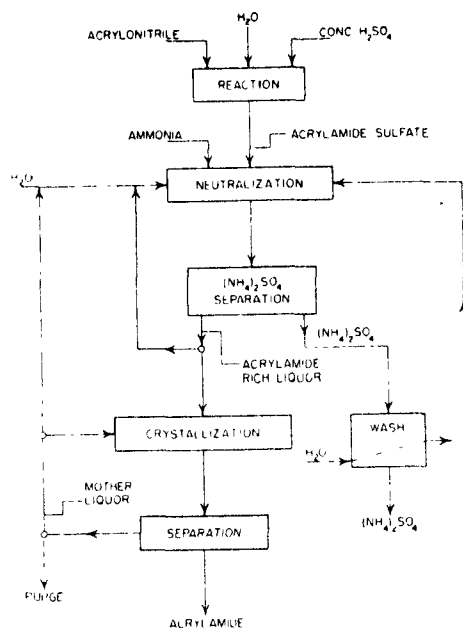 H₂O
ACRYLONITRILE
CONC H₂SO₄
REACTION
AMMONIA
ACRYLAMIDE SULFATE
H₂O
NEUTRALIZATION
(NH₄)₂SO₄
SEPARATION
(NH₄)₂SO₄
ACRYLAMIDE
RICH LIQUOR
CRYSTALLIZATION
WASH
H₂O
MOTHER
LIQUOR
(NH₄)₂SO₄
SEPARATION
PURGE
ACRYLAMIDE